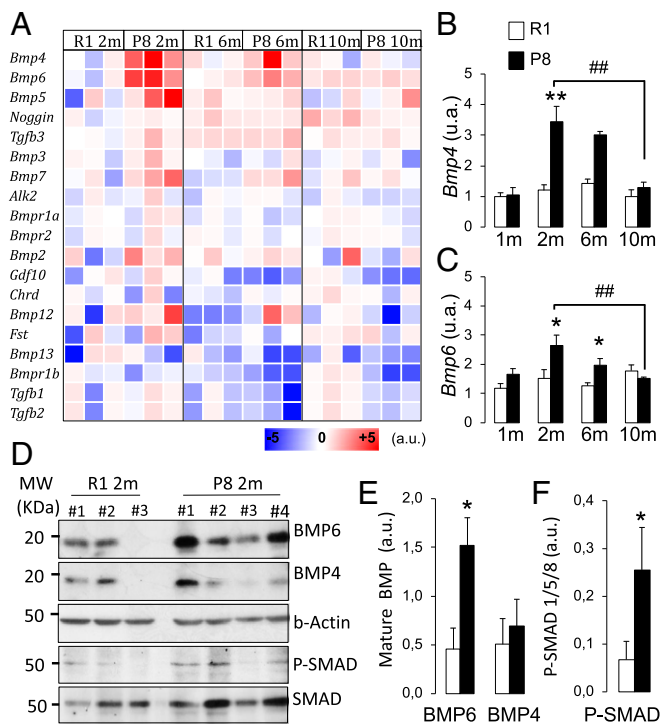 A
R1 2m P8 2m R1 6m P8 6m R110m P8 10m
Bmp4
Bmp6
Bmp5
Noggin
Tgfb3
Bmp3
Bmp7
Alk2
Bmpr1a
Bmpr2
Bmp2
Gdf10
Chrd
Bmp12
Fst
Bmp13
Bmpr1b
Tgfb1
Tgfb2
-5 0 +5 (a.u.)
B
R1
P8
Bmp4 (u.a.)
5
4
3
2
1
0
** ##
1m 2m 6m 10m
C
Bmp6 (u.a.)
4
3
2
1
0
* * ##
1m 2m 6m 10m
D
MW
(KDa)
R1 2m P8 2m
#1 #2 #3 #1 #2 #3 #4
20 BMP6
20 BMP4
50 b-Actin
50 P-SMAD
50 SMAD
E
Mature BMP (a.u.)
2,0
1,5
1,0
0,5
0,0
*
BMP6 BMP4
F
P-SMAD 1/5/8 (a.u.)
0,4
0,3
0,2
0,1
0
*
P-SMAD